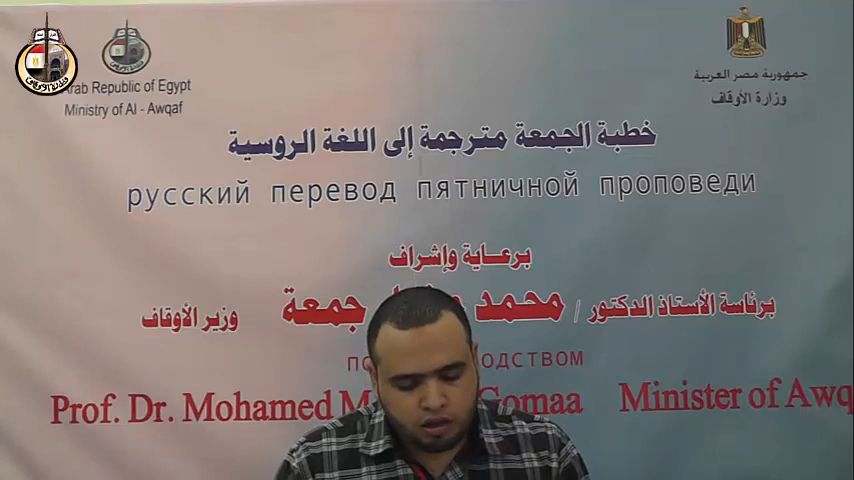 Arab Republic of Egypt
Ministry of Al - Awqaf
جمهورية مصر العربية
وزارة الأوقاف
خطبة الجمعة مترجمة إلى اللغة الروسية
русский перевод пятничной проповеди
برعاية وإشراف
برئاسة الأستاذ الدكتور / محمد جمعة وزير الأوقاف
Prof. Dr. Mohamed Gomaa Minister of Awq